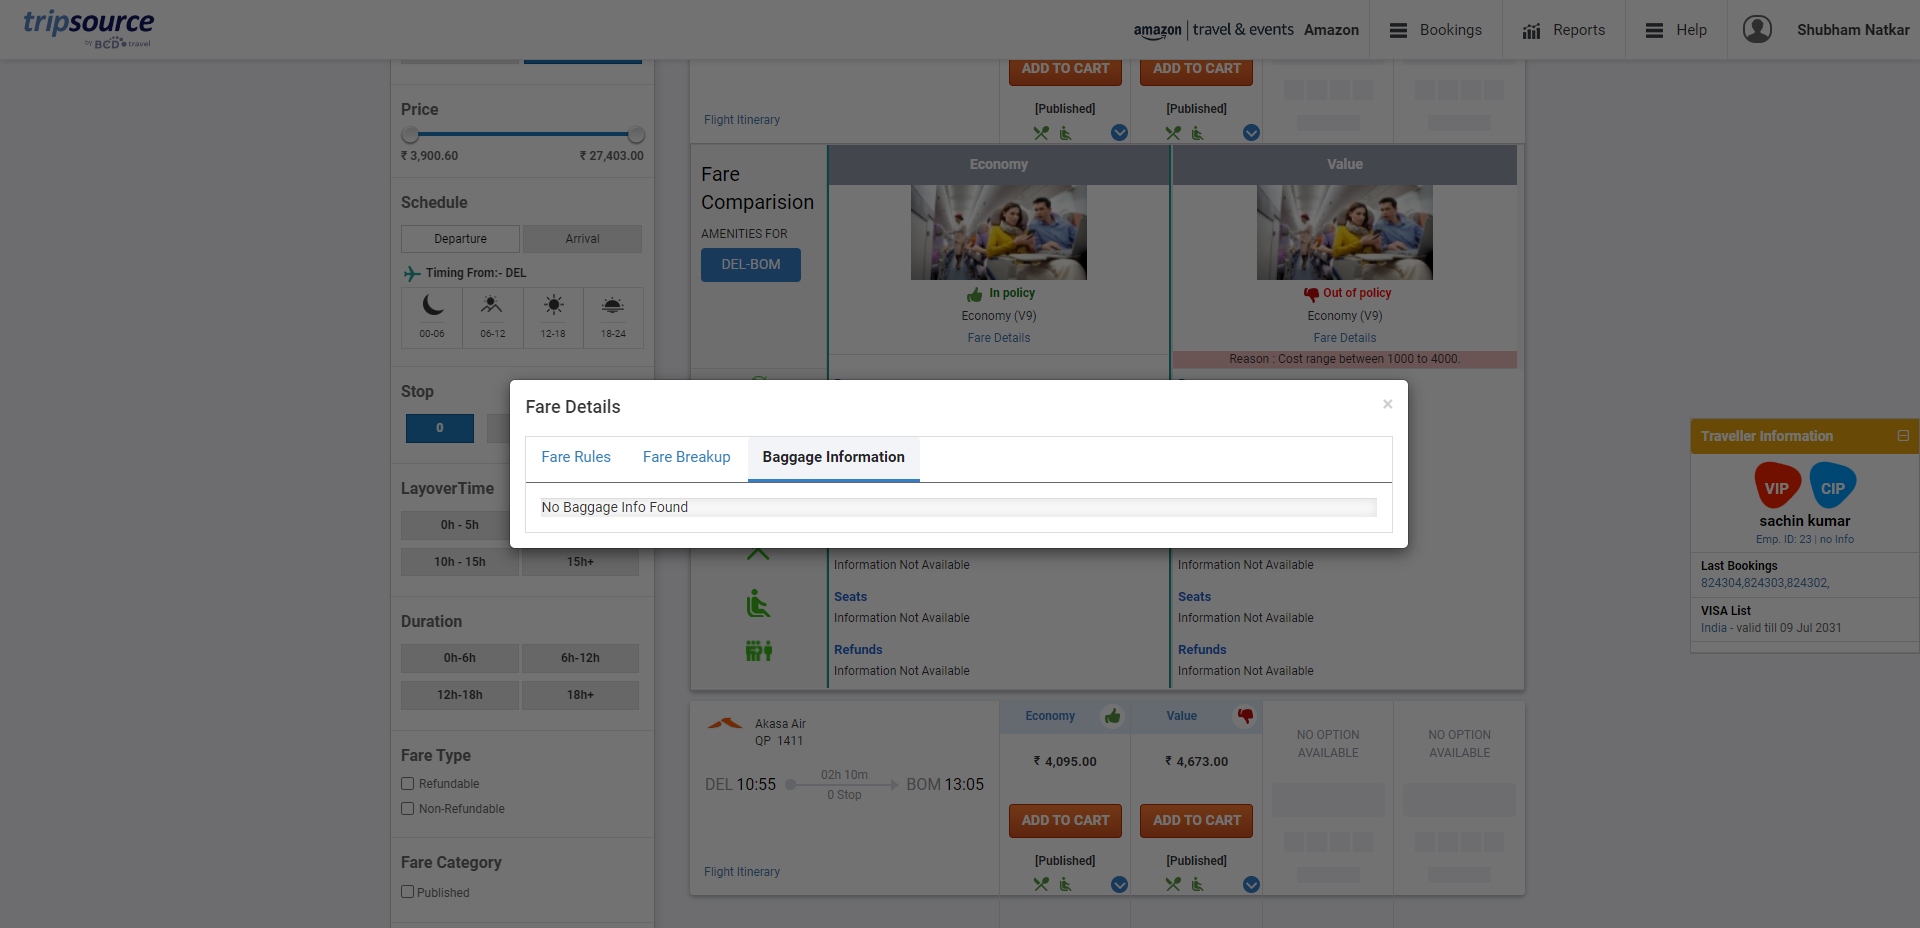 tripsource
by BCD travel
amazon | travel & events Amazon
Bookings
Reports
Help
Shubham Natkar
Price
₹ 3,900.60
₹ 27,403.00
Schedule
Departure
Arrival
Timing From:- DEL
00-06
06-12
12-18
18-24
Stop
0
LayoverTime
0h - 5h
10h - 15h
15h+
Duration
0h-6h
6h-12h
12h-18h
18h+
Fare Type
Refundable
Non-Refundable
Fare Category
Published
ADD TO CART
ADD TO CART
[Published]
[Published]
Flight Itinerary
Fare
Comparision
AMENITIES FOR
DEL-BOM
Economy
Value
In policy
Out of policy
Economy (V9)
Economy (V9)
Fare Details
Fare Details
Reason : Cost range between 1000 to 4000.
Fare Details
×
Fare Rules
Fare Breakup
Baggage Information
No Baggage Info Found
Information Not Available
Information Not Available
Seats
Seats
Information Not Available
Information Not Available
Refunds
Refunds
Information Not Available
Information Not Available
Akasa Air
QP 1411
DEL 10:55
02h 10m
0 Stop
BOM 13:05
Flight Itinerary
Economy
Value
₹ 4,095.00
₹ 4,673.00
ADD TO CART
ADD TO CART
[Published]
[Published]
NO OPTION
AVAILABLE
NO OPTION
AVAILABLE
Traveller Information
VIP
CIP
sachin kumar
Emp. ID: 23 | no Info
Last Bookings
824304,824303,824302,
VISA List
India - valid till 09 Jul 2031